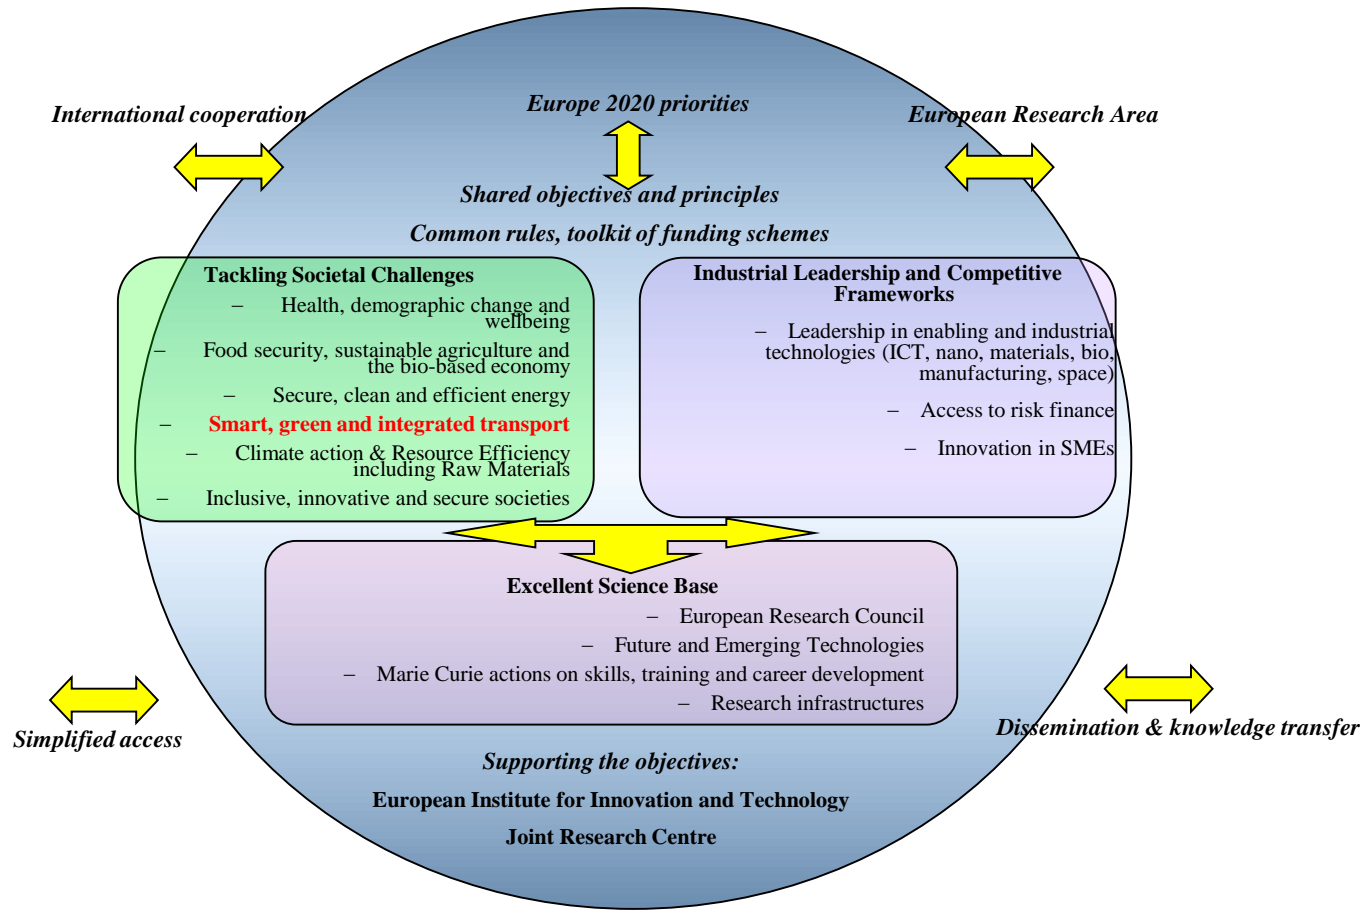 International cooperation
Europe 2020 priorities
European Research Area
Shared objectives and principles
Common rules, toolkit of funding schemes
Tackling Societal Challenges
– Health, demographic change and
wellbeing
– Food security, sustainable agriculture and
the bio-based economy
– Secure, clean and efficient energy
– Smart, green and integrated transport
– Climate action & Resource Efficiency
including Raw Materials
– Inclusive, innovative and secure societies
Industrial Leadership and Competitive
Frameworks
– Leadership in enabling and industrial
technologies (ICT, nano, materials, bio,
manufacturing, space)
– Access to risk finance
– Innovation in SMEs
Excellent Science Base
– European Research Council
– Future and Emerging Technologies
– Marie Curie actions on skills, training and career development
– Research infrastructures
Simplified access
Dissemination & knowledge transfer
Supporting the objectives:
European Institute for Innovation and Technology
Joint Research Centre